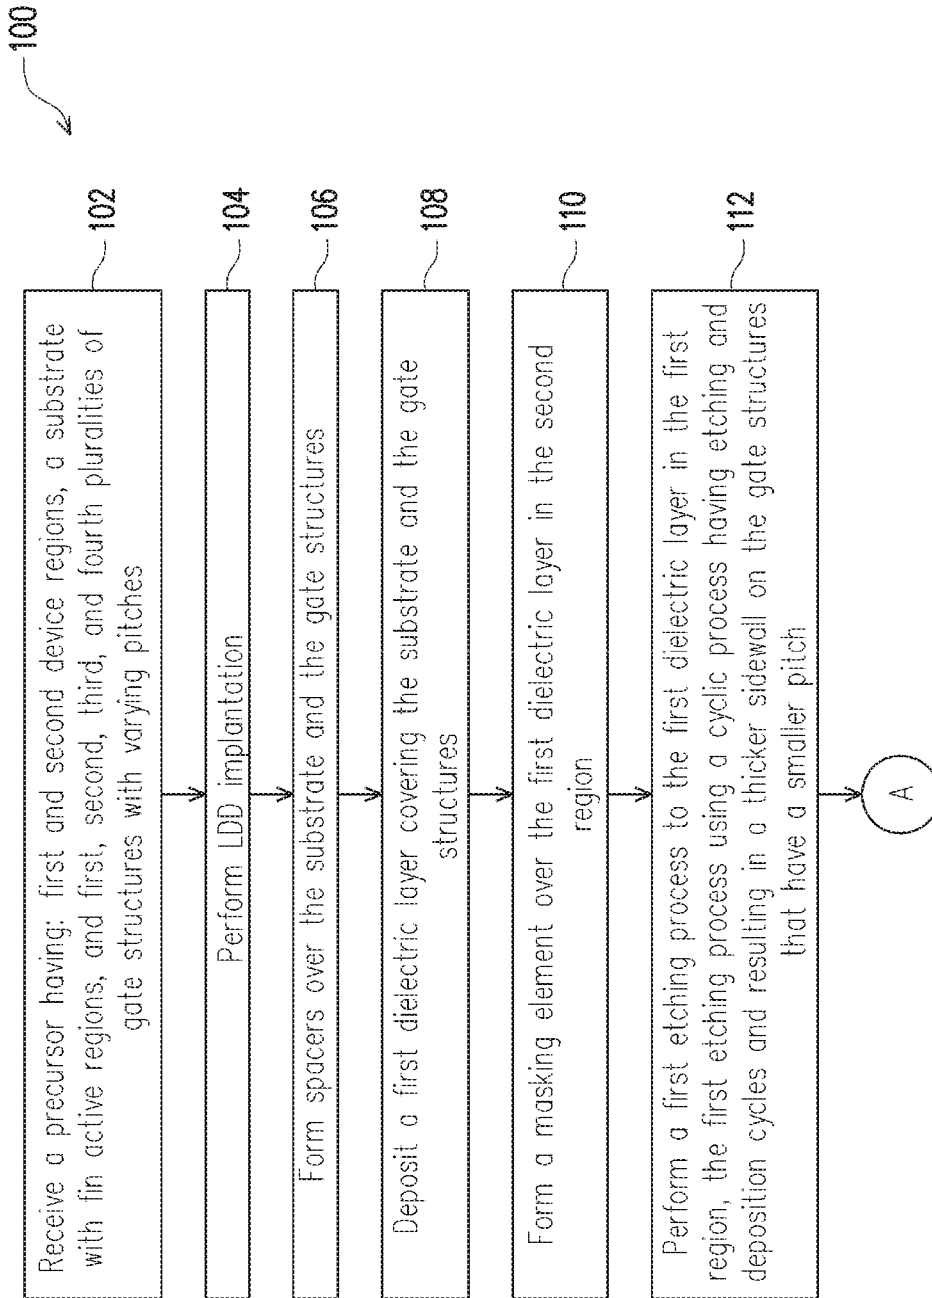 100
Receive a precursor having: first and second device regions, a substrate
with fin active regions, and first, second, third, and fourth pluralities of
gate structures with varying pitches
102
Perform LDD implantation
104
Form spacers over the substrate and the gate structures
106
Deposit a first dielectric layer covering the substrate and the gate
structures
108
Form a masking element over the first dielectric layer in the second
region
110
Perform a first etching process to the first dielectric layer in the first
region, the first etching process using a cyclic process having etching and
deposition cycles and resulting in a thicker sidewall on the gate structures
that have a smaller pitch
112
A